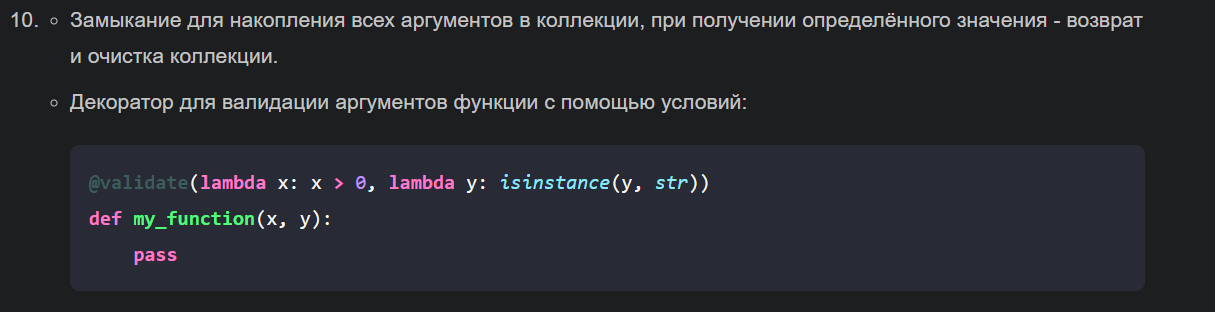 10. ◦ Замыкание для накопления всех аргументов в коллекции, при получении определённого значения - возврат
и очистка коллекции.
◦ Декоратор для валидации аргументов функции с помощью условий:
@validate(lambda x: x > 0, lambda y: isinstance(y, str))
def my_function(x, y):
    pass